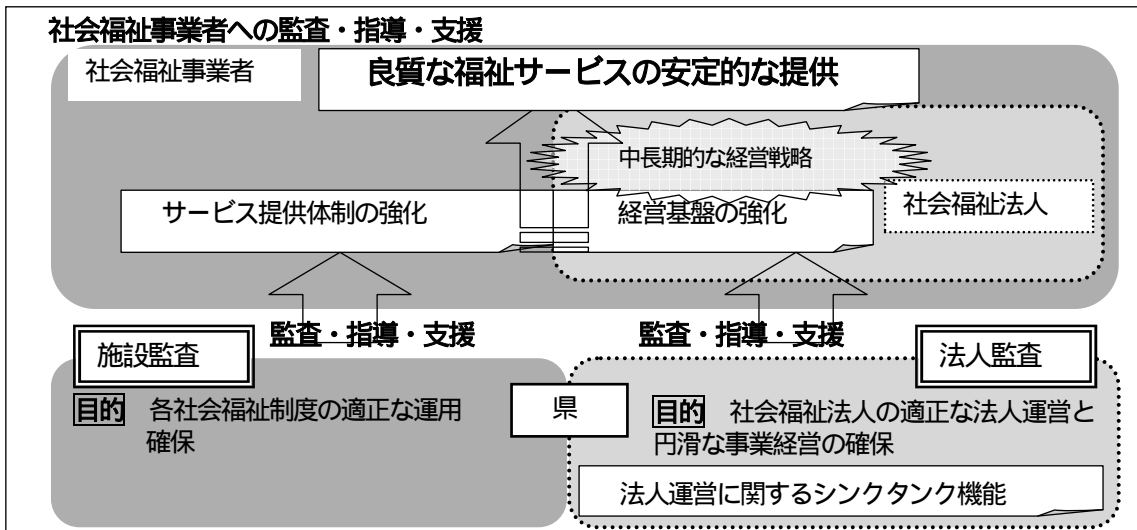 社会福祉事業者への監査・指導・支援
社会福祉事業者
良質な福祉サービスの安定的な提供
中長期的な経営戦略
サービス提供体制の強化
経営基盤の強化
社会福祉法人
監査・指導・支援
監査・指導・支援
施設監査
法人監査
目的 各社会福祉制度の適正な運用
確保
県
目的 社会福祉法人の適正な法人運営と
円滑な事業経営の確保
法人運営に関するシンクタンク機能